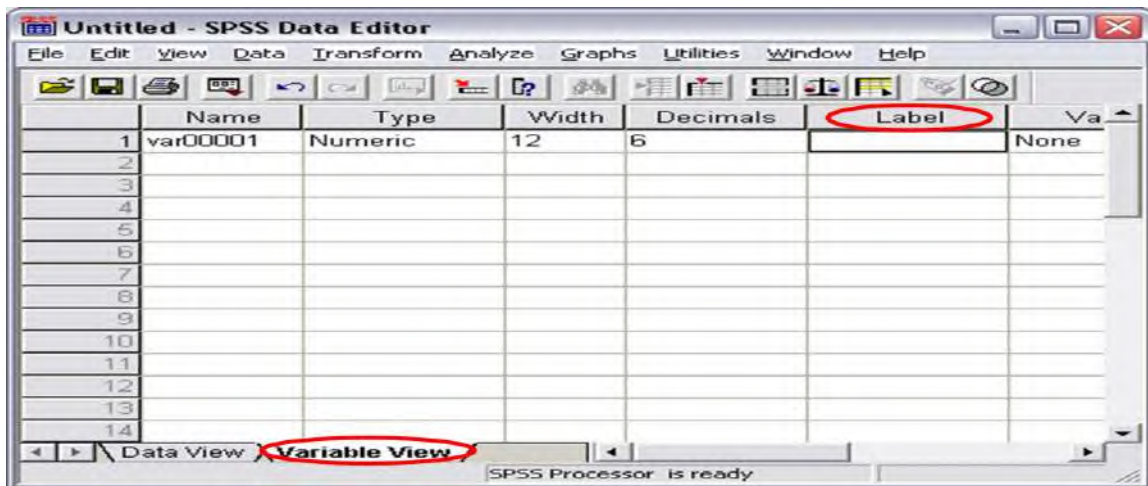 Untitled - SPSS Data Editor
File Edit View Data Transform Analyze Graphs Utilities Window Help
Name Type Width Decimals Label Va
1 var00001 Numeric 12 6 None
2
3
4
5
6
7
8
9
10
11
12
13
14
Data View Variable View
SPSS Processor is ready